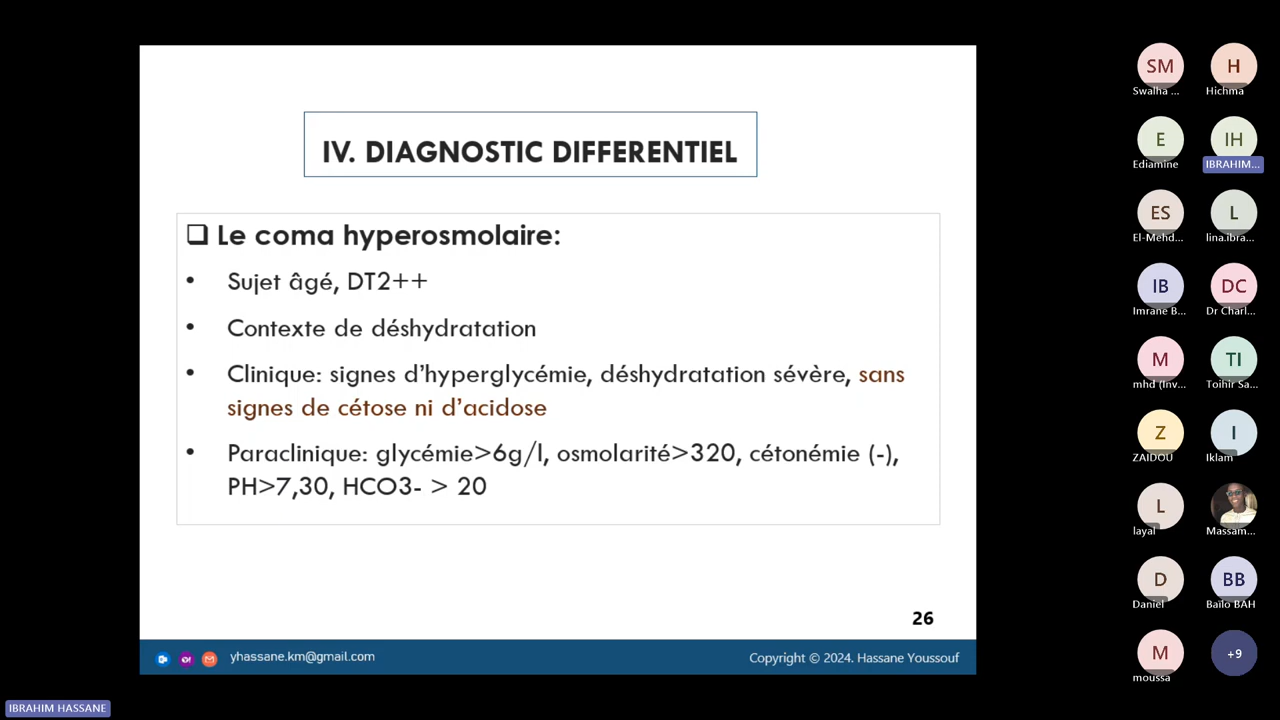 IV. DIAGNOSTIC DIFFERENTIEL
❑ Le coma hyperosmolaire:
• Sujet âgé, DT2++
• Contexte de déshydratation
• Clinique: signes d’hyperglycémie, déshydratation sévère, sans
signes de cétose ni d’acidose
• Paraclinique: glycémie>6g/l, osmolarité>320, cétonémie (-),
PH>7,30, HCO3- > 20
26
yhassane.km@gmail.com
Copyright © 2024. Hassane Youssouf
SM
Swalha ...
H
Hichma
E
Ediamine
IH
IBRAHIM...
ES
El-Mehd...
L
lina.ibra...
IB
Imrane B...
DC
Dr Charl...
M
mhd (Inv...
TI
Toihir Sa...
Z
ZAIDOU
I
Iklam
L
layal
Massam...
D
Daniel
BB
Baïlo BAH
M
moussa
+9
IBRAHIM HASSANE